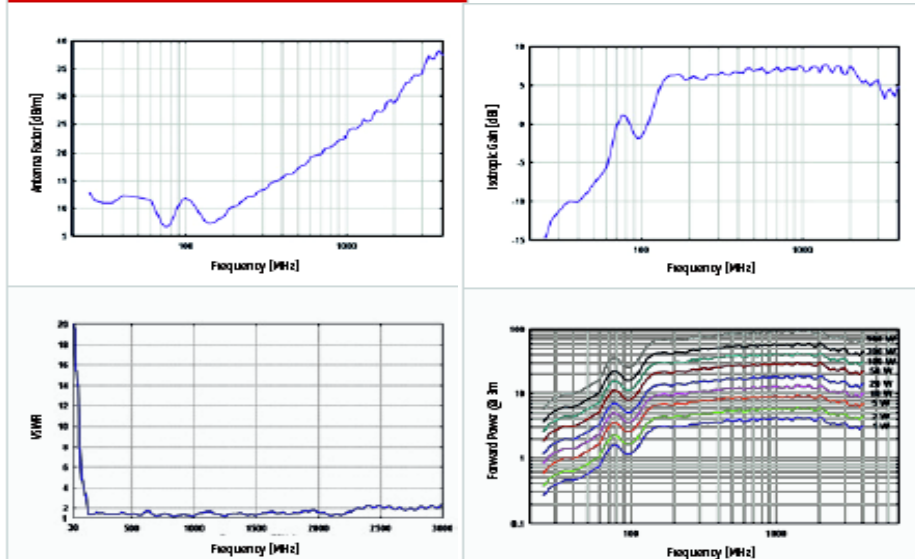 40
35
30
25
20
15
10
5
Antenna Factor [dB/m]
100
1000
Frequency [MHz]
10
5
0
-5
-10
-15
Isotropic Gain [dBi]
100
1000
Frequency [MHz]
20
18
16
14
12
10
8
6
4
2
1
VSWR
30
500
1000
1500
2000
2500
3000
Frequency [MHz]
100
10
1
0.1
Forward Power @ 3m
200 W
100 W
50 W
20 W
10 W
5 W
2 W
1 W
100
1000
Frequency [MHz]